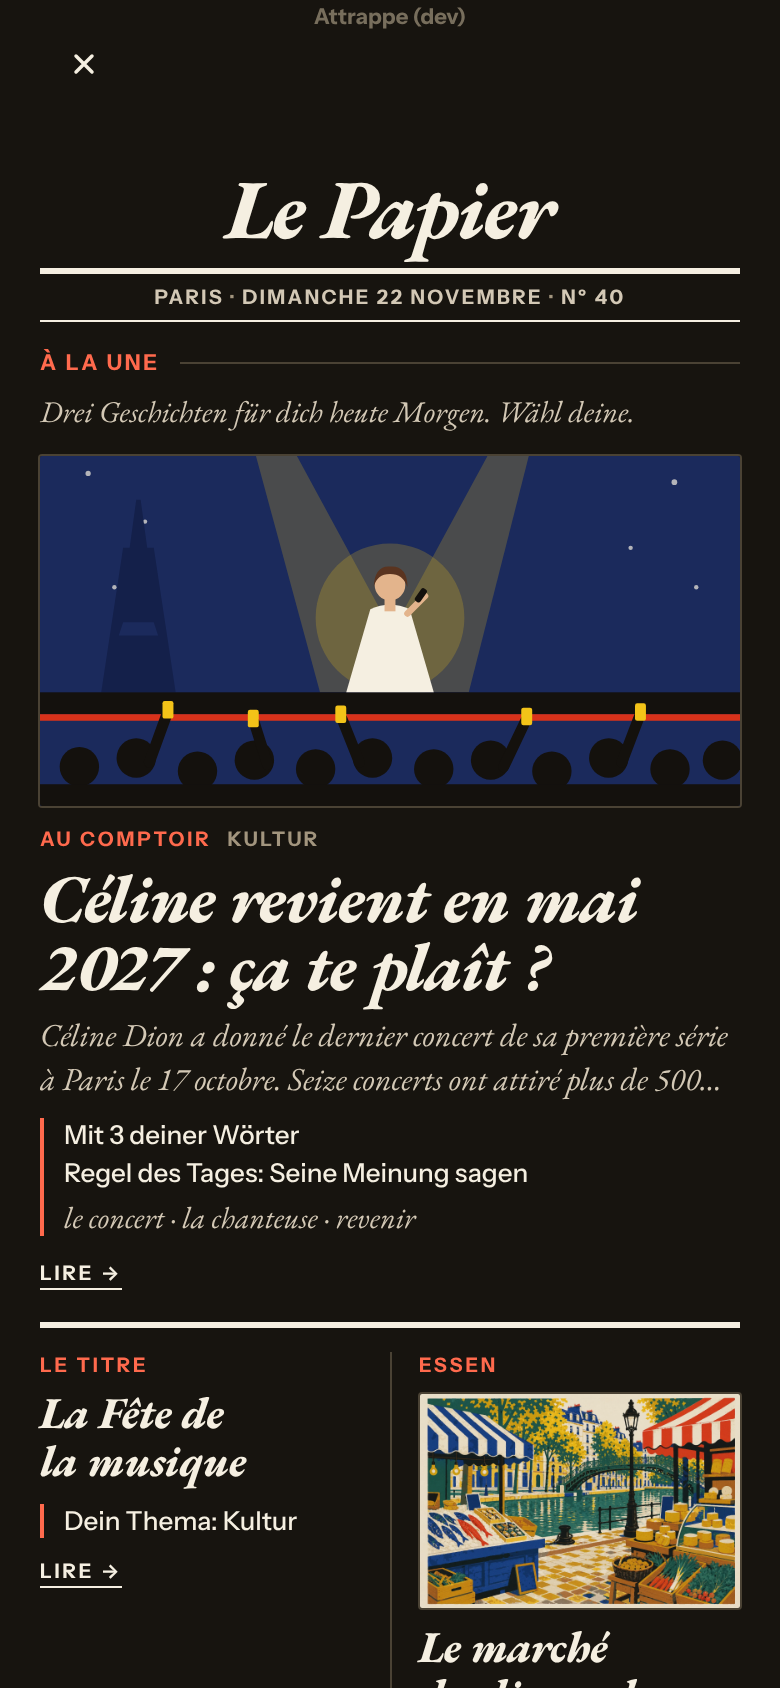 Attrappe (dev)
Le Papier
PARIS · DIMANCHE 22 NOVEMBRE · N° 40
À LA UNE
Drei Geschichten für dich heute Morgen. Wähl deine.
AU COMPTOIR KULTUR
Céline revient en mai
2027 : ça te plaît ?
Céline Dion a donné le dernier concert de sa première série
à Paris le 17 octobre. Seize concerts ont attiré plus de 500…
Mit 3 deiner Wörter
Regel des Tages: Seine Meinung sagen
le concert · la chanteuse · revenir
LIRE →
LE TITRE
La Fête de
la musique
Dein Thema: Kultur
LIRE →
ESSEN
Le marché